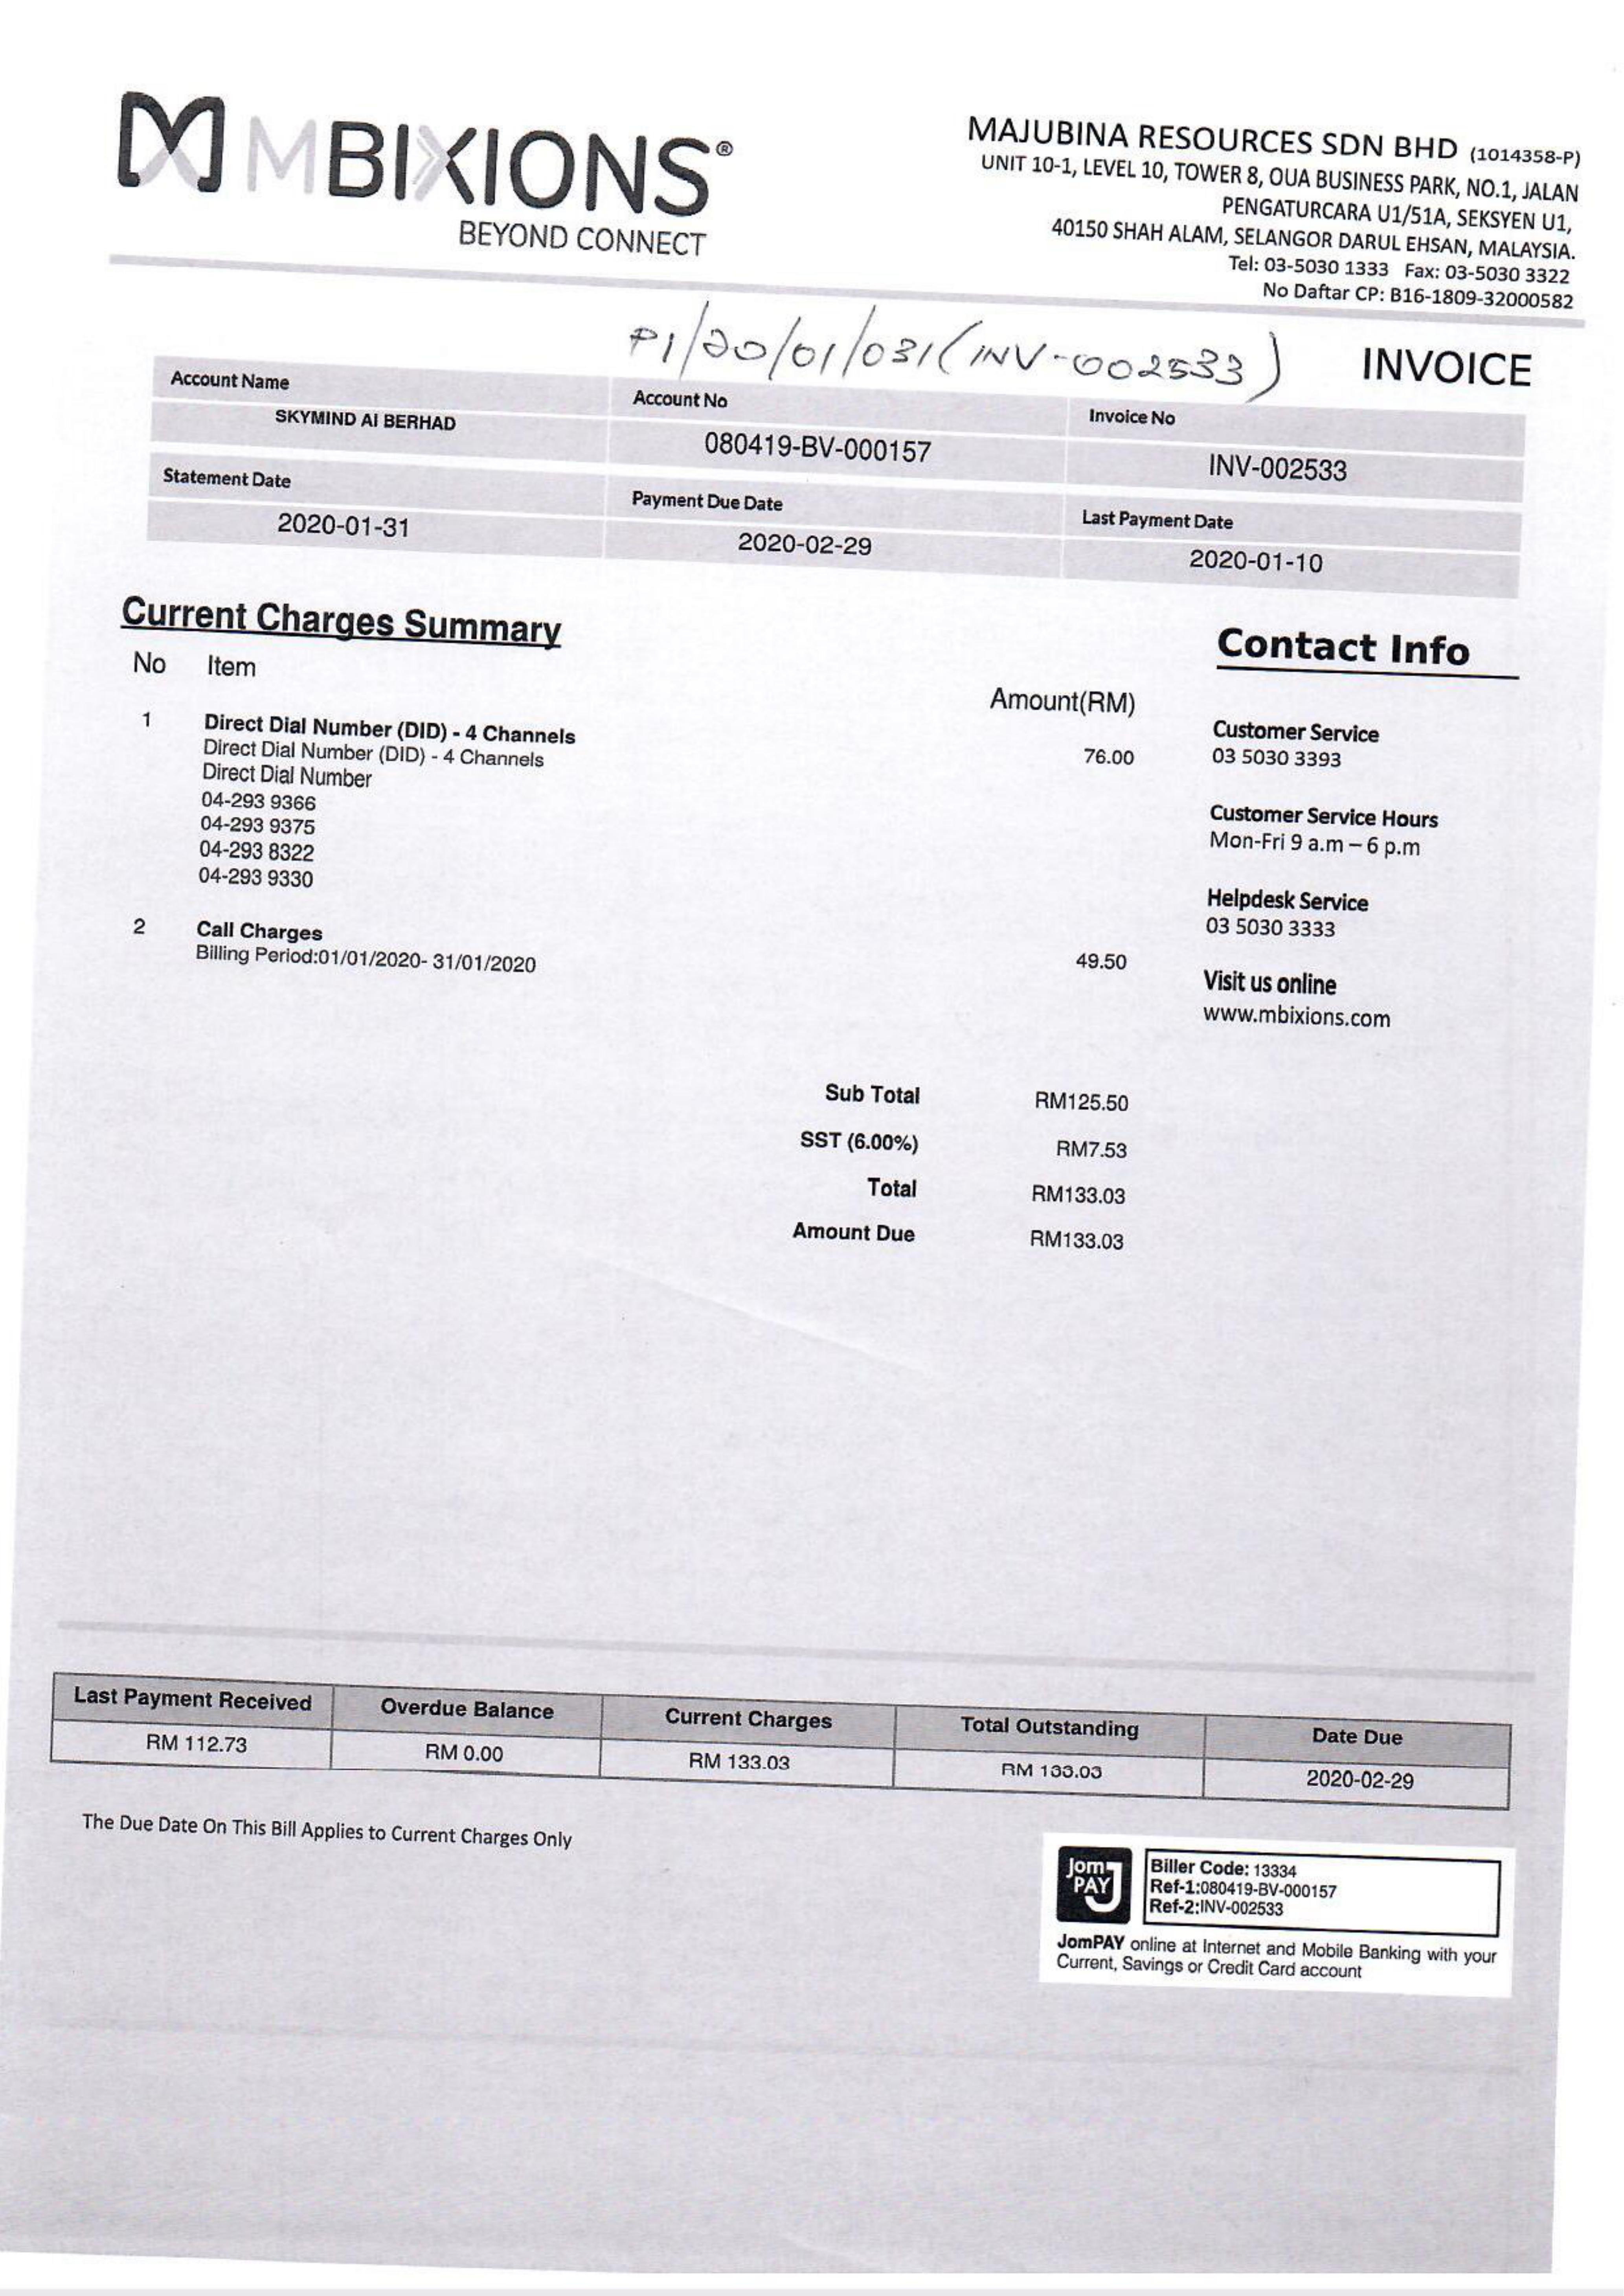 MBIXIONS®
BEYOND CONNECT
MAJUBINA RESOURCES SDN BHD (1014358-P)
UNIT 10-1, LEVEL 10, TOWER 8, OUA BUSINESS PARK, NO.1, JALAN
PENGATURCARA U1/51A, SEKSYEN U1,
40150 SHAH ALAM, SELANGOR DARUL EHSAN, MALAYSIA.
Tel: 03-5030 1333 Fax: 03-5030 3322
No Daftar CP: B16-1809-32000582
P1/20/01/031(INV-002533)
INVOICE
Account Name Account No Invoice No
SKYMIND AI BERHAD 080419-BV-000157 INV-002533
Statement Date Payment Due Date Last Payment Date
2020-01-31 2020-02-29 2020-01-10
Current Charges Summary
No Item Amount(RM)
1 Direct Dial Number (DID) - 4 Channels
Direct Dial Number (DID) - 4 Channels 76.00
Direct Dial Number
04-293 9366
04-293 9375
04-293 8322
04-293 9330
2 Call Charges
Billing Period:01/01/2020- 31/01/2020 49.50
Contact Info
Customer Service
03 5030 3393
Customer Service Hours
Mon-Fri 9 a.m – 6 p.m
Helpdesk Service
03 5030 3333
Visit us online
www.mbixions.com
Sub Total RM125.50
SST (6.00%) RM7.53
Total RM133.03
Amount Due RM133.03
Last Payment Received Overdue Balance Current Charges Total Outstanding Date Due
RM 112.73 RM 0.00 RM 133.03 RM 133.03 2020-02-29
The Due Date On This Bill Applies to Current Charges Only
Jom PAY
Biller Code: 13334
Ref-1:080419-BV-000157
Ref-2:INV-002533
JomPAY online at Internet and Mobile Banking with your
Current, Savings or Credit Card account